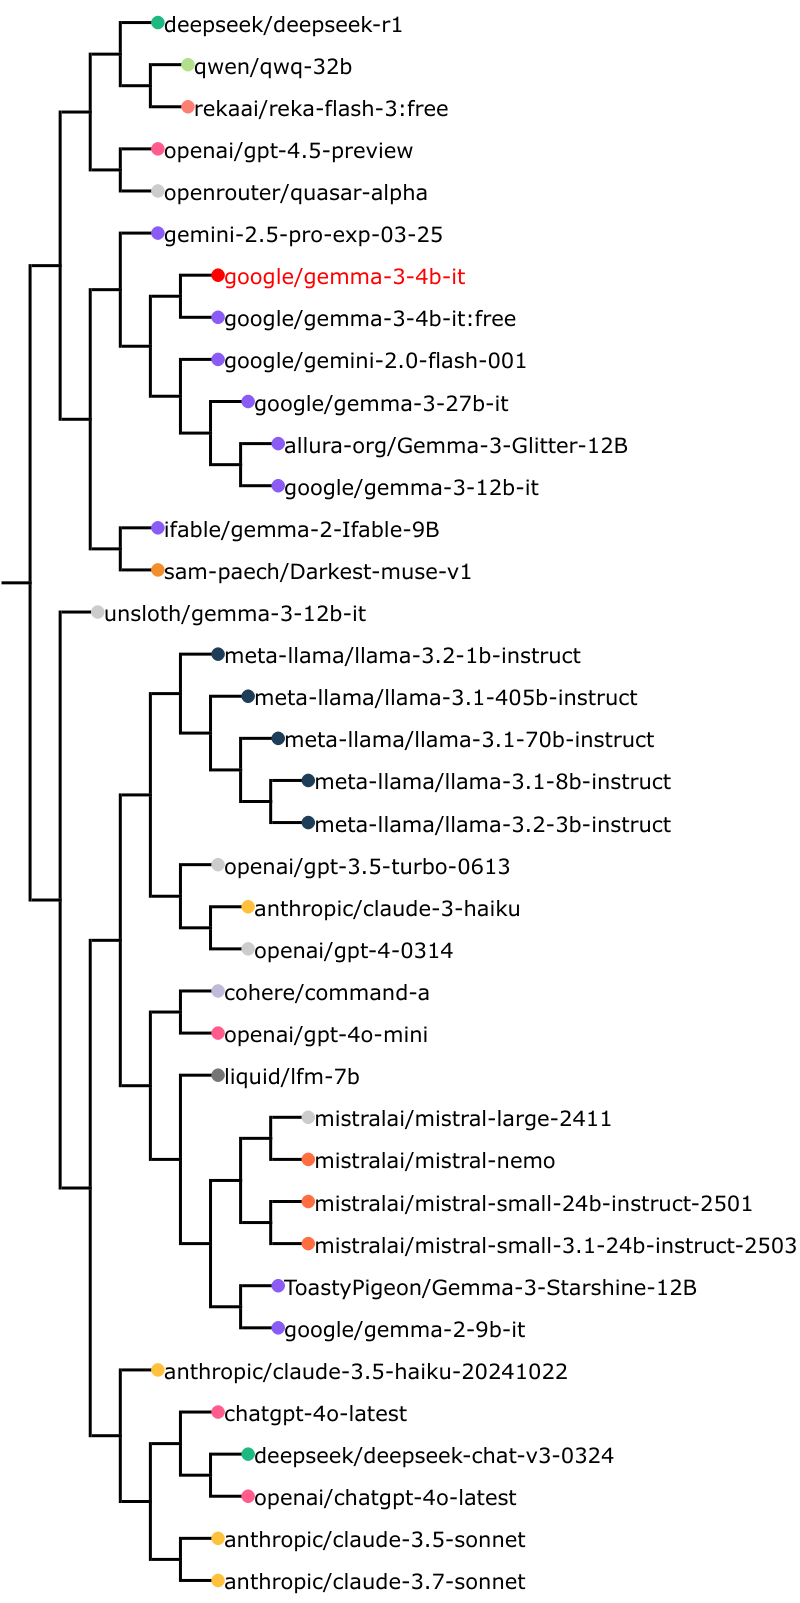 deepseek/deepseek-r1
qwen/qwq-32b
rekaai/reka-flash-3:free
openai/gpt-4.5-preview
openrouter/quasar-alpha
gemini-2.5-pro-exp-03-25
google/gemma-3-4b-it
google/gemma-3-4b-it:free
google/gemini-2.0-flash-001
google/gemma-3-27b-it
allura-org/Gemma-3-Glitter-12B
google/gemma-3-12b-it
ifable/gemma-2-Ifable-9B
sam-paech/Darkest-muse-v1
unsloth/gemma-3-12b-it
meta-llama/llama-3.2-1b-instruct
meta-llama/llama-3.1-405b-instruct
meta-llama/llama-3.1-70b-instruct
meta-llama/llama-3.1-8b-instruct
meta-llama/llama-3.2-3b-instruct
openai/gpt-3.5-turbo-0613
anthropic/claude-3-haiku
openai/gpt-4-0314
cohere/command-a
openai/gpt-4o-mini
liquid/lfm-7b
mistralai/mistral-large-2411
mistralai/mistral-nemo
mistralai/mistral-small-24b-instruct-2501
mistralai/mistral-small-3.1-24b-instruct-2503
ToastyPigeon/Gemma-3-Starshine-12B
google/gemma-2-9b-it
anthropic/claude-3.5-haiku-20241022
chatgpt-4o-latest
deepseek/deepseek-chat-v3-0324
openai/chatgpt-4o-latest
anthropic/claude-3.5-sonnet
anthropic/claude-3.7-sonnet